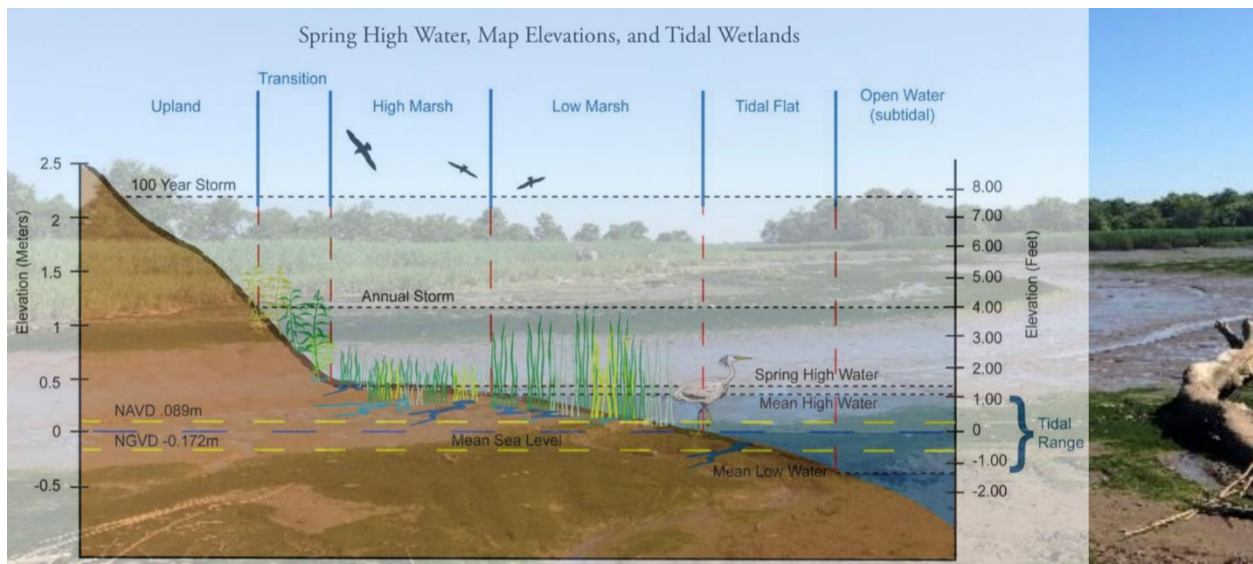 Spring High Water, Map Elevations, and Tidal Wetlands
Transition
Upland
High Marsh
Low Marsh
Tidal Flat
Open Water
(subtidal)
2.5
2
1.5
1
0.5
0
-0.5
Elevation (Meters)
100 Year Storm
Annual Storm
Spring High Water
Mean High Water
NAVD .089m
NGVD -0.172m
Mean Sea Level
Mean Low Water
8.00
7.00
6.00
5.00
4.00
3.00
2.00
1.00
0
-1.00
-2.00
Elevation (Feet)
Tidal
Range